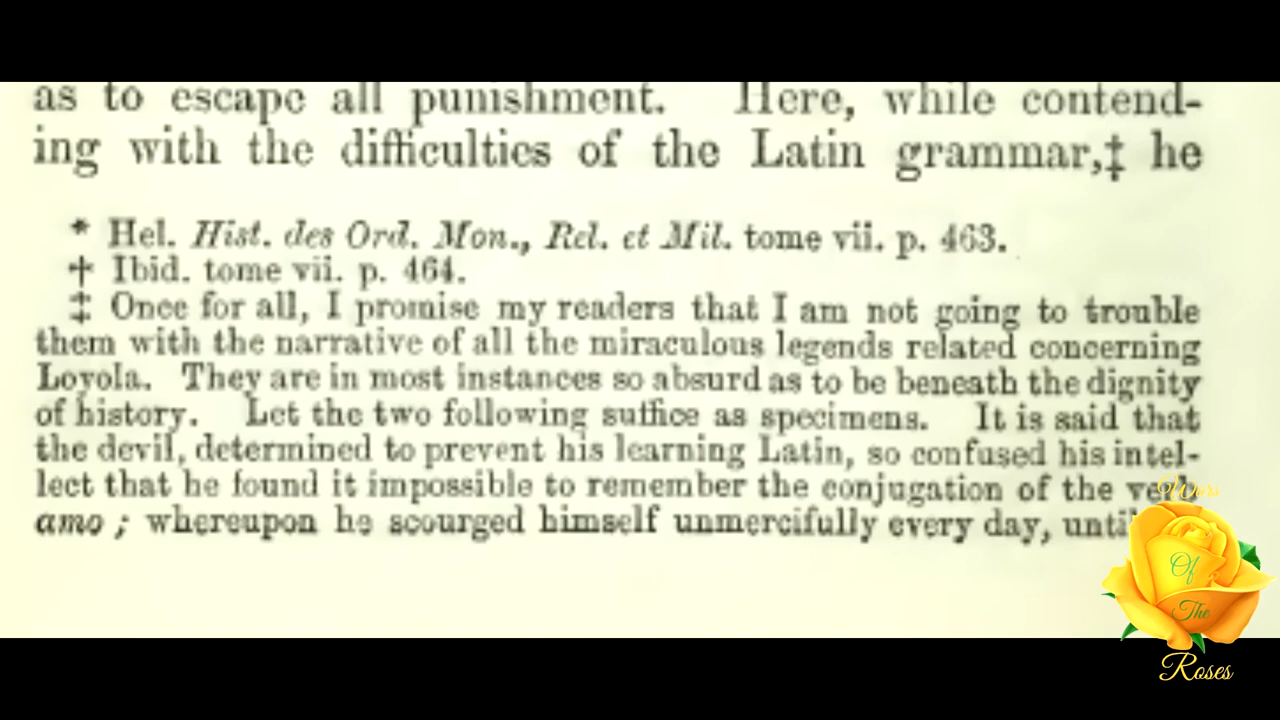 as to escape all punishment. Here, while contend-
ing with the difficulties of the Latin grammar,‡ he
* Hel. Hist. des Ord. Mon., Rel. et Mil. tome vii. p. 463.
† Ibid. tome vii. p. 464.
‡ Once for all, I promise my readers that I am not going to trouble
them with the narrative of all the miraculous legends related concerning
Loyola. They are in most instances so absurd as to be beneath the dignity
of history. Let the two following suffice as specimens. It is said that
the devil, determined to prevent his learning Latin, so confused his intel-
lect that he found it impossible to remember the conjugation of the verb
amo ; whereupon he scourged himself unmercifully every day, until
Wars
Of
The
Roses